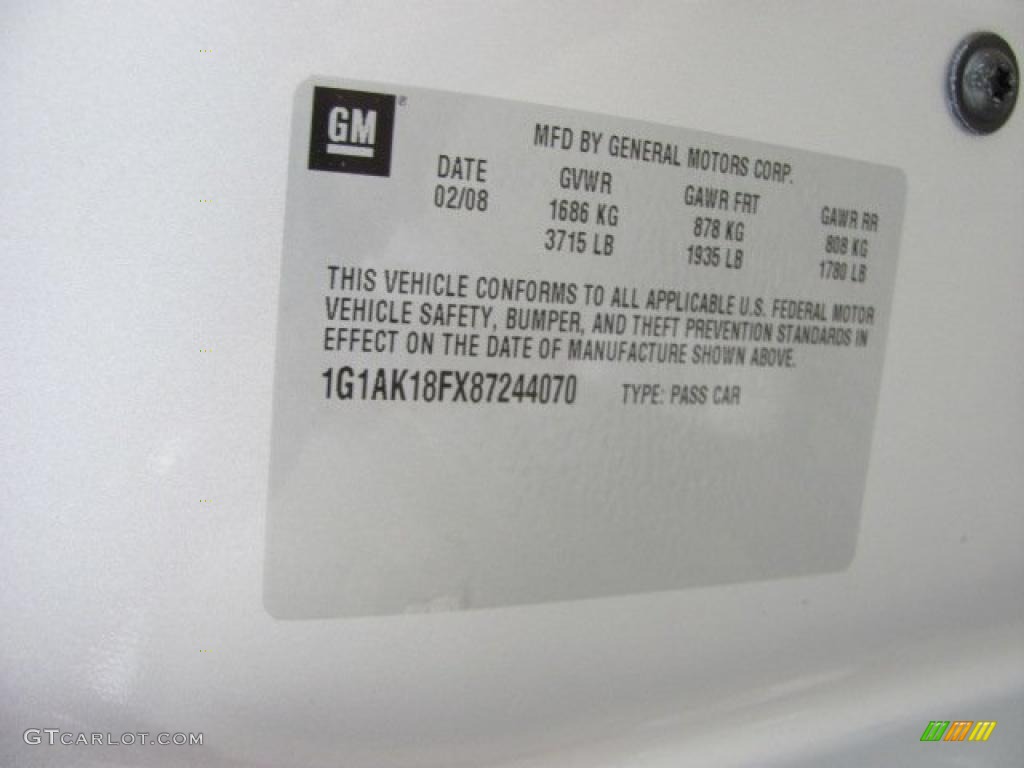 GM
MFD BY GENERAL MOTORS CORP.
DATE GVWR GAWR FRT GAWR RR
02/08 1686 KG 878 KG 808 KG
3715 LB 1935 LB 1780 LB
THIS VEHICLE CONFORMS TO ALL APPLICABLE U.S. FEDERAL MOTOR
VEHICLE SAFETY, BUMPER, AND THEFT PREVENTION STANDARDS IN
EFFECT ON THE DATE OF MANUFACTURE SHOWN ABOVE.
1G1AK18FX87244070 TYPE: PASS CAR
GTCARLOT.COM